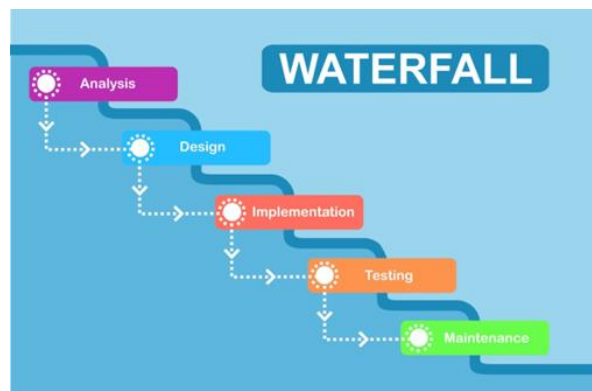 WATERFALL
Analysis
Design
Implementation
Testing
Maintenance